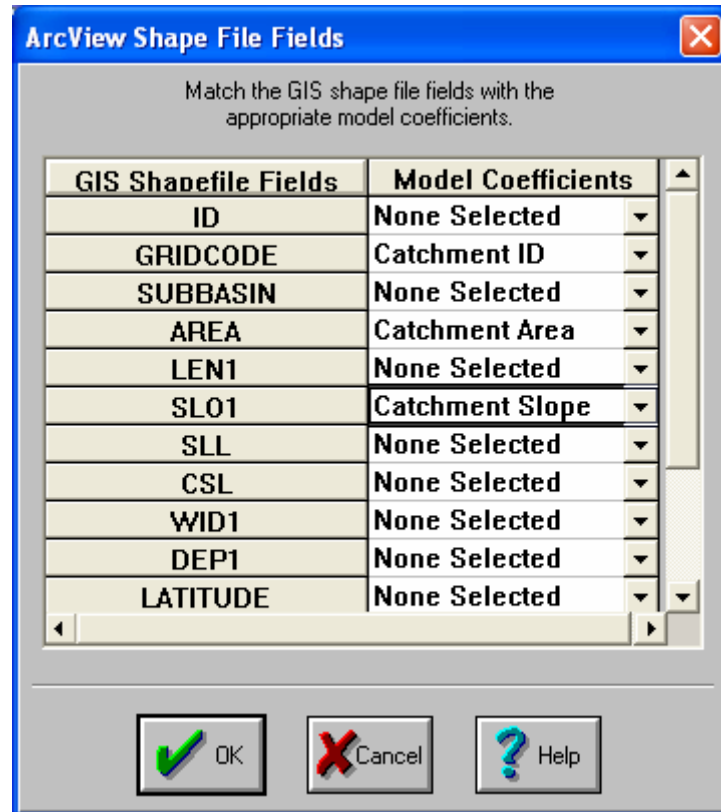 ArcView Shape File Fields
Match the GIS shape file fields with the
appropriate model coefficients.
GIS Shapefile Fields Model Coefficients
ID None Selected
GRIDCODE Catchment ID
SUBBASIN None Selected
AREA Catchment Area
LEN1 None Selected
SLO1 Catchment Slope
SLL None Selected
CSL None Selected
WID1 None Selected
DEP1 None Selected
LATITUDE None Selected
OK Cancel Help